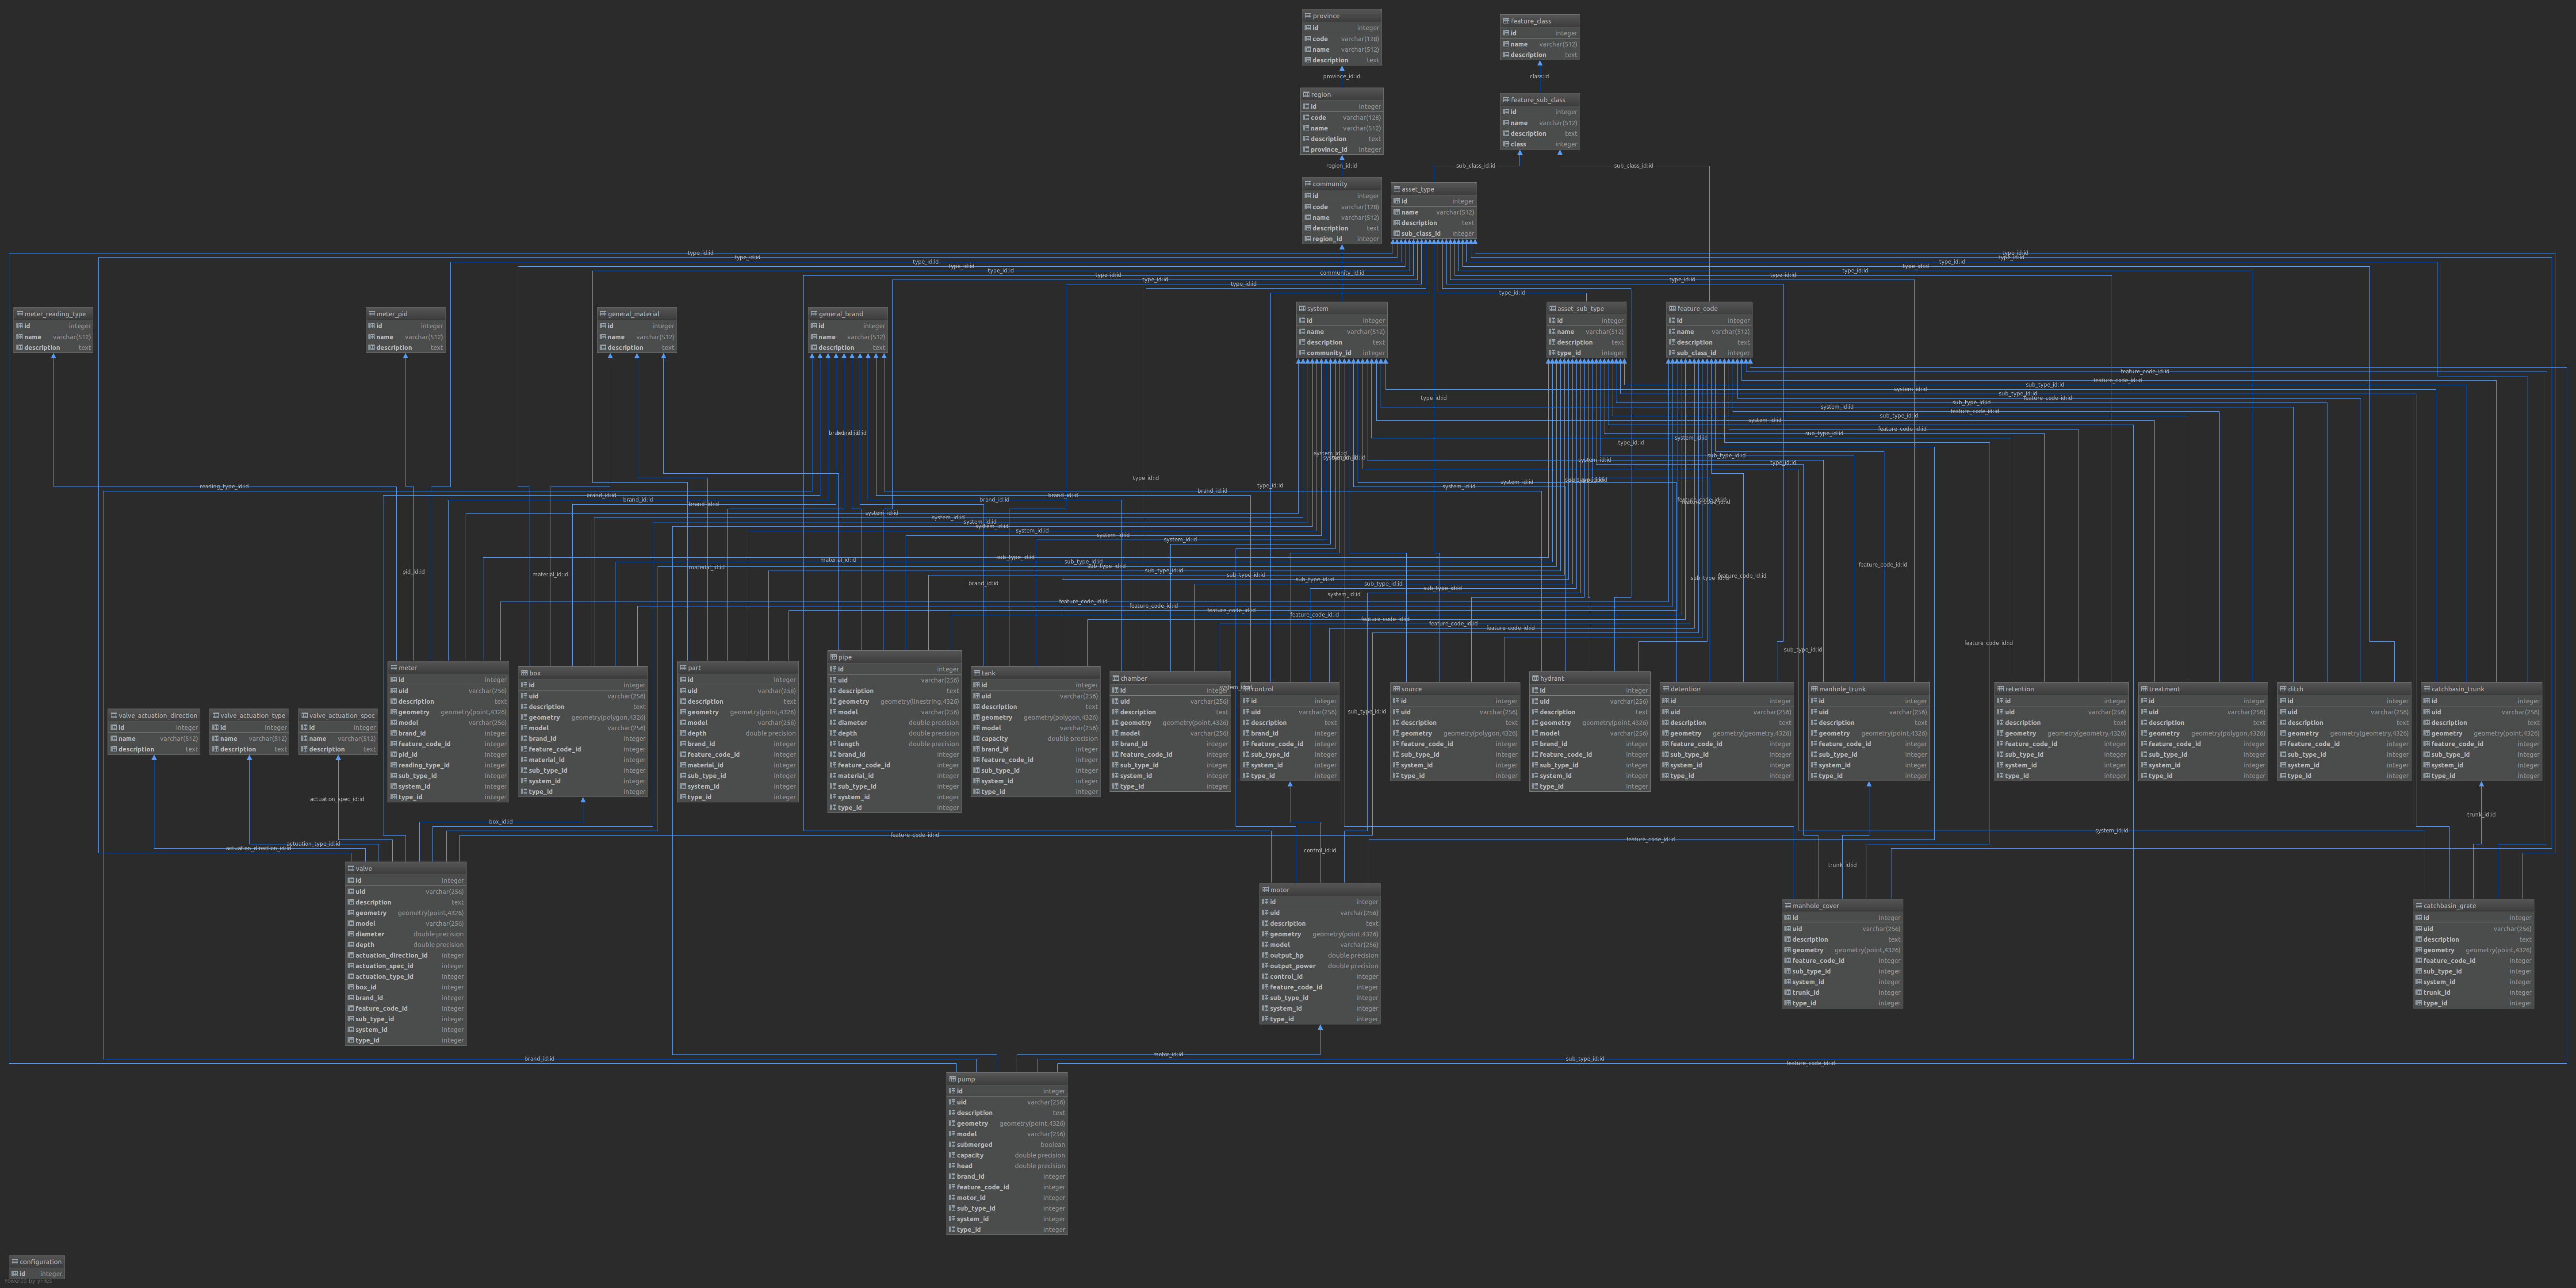 province
id integer
code varchar(128)
name varchar(512)
description text
feature_class
id integer
name varchar(512)
description text
province_id:id
class:id
region
id integer
code varchar(128)
name varchar(512)
description text
province_id integer
feature_sub_class
id integer
name varchar(512)
description text
class integer
region_id:id
sub_class_id:id
sub_class_id:id
community
id integer
code varchar(128)
name varchar(512)
description text
region_id integer
asset_type
id integer
name varchar(512)
description text
sub_class_id integer
community_id:id
meter_reading_type
id integer
name varchar(512)
description text
meter_pid
id integer
name varchar(512)
description text
general_material
id integer
name varchar(512)
description text
general_brand
id integer
name varchar(512)
description text
system
id integer
name varchar(512)
description text
community_id integer
asset_sub_type
id integer
name varchar(512)
description text
type_id integer
feature_code
id integer
name varchar(512)
description text
sub_class_id integer
reading_type_id:id
pid_id:id
material_id:id
material_id:id
material_id:id
brand_id:id
type_id:id
system_id:id
sub_type_id:id
feature_code_id:id
valve_actuation_direction
id integer
name varchar(512)
description text
valve_actuation_type
id integer
name varchar(512)
description text
valve_actuation_spec
id integer
name varchar(512)
description text
meter
id integer
uid varchar(256)
description text
geometry geometry(point,4326)
model varchar(256)
brand_id integer
feature_code_id integer
pid_id integer
reading_type_id integer
sub_type_id integer
system_id integer
type_id integer
box
id integer
uid varchar(256)
description text
geometry geometry(polygon,4326)
model varchar(256)
brand_id integer
feature_code_id integer
material_id integer
sub_type_id integer
system_id integer
type_id integer
part
id integer
uid varchar(256)
description text
geometry geometry(point,4326)
model varchar(256)
depth double precision
brand_id integer
feature_code_id integer
material_id integer
sub_type_id integer
system_id integer
type_id integer
pipe
id integer
uid varchar(256)
description text
geometry geometry(linestring,4326)
model varchar(256)
diameter double precision
depth double precision
length double precision
brand_id integer
feature_code_id integer
material_id integer
sub_type_id integer
system_id integer
type_id integer
tank
id integer
uid varchar(256)
description text
geometry geometry(polygon,4326)
model varchar(256)
capacity double precision
brand_id integer
feature_code_id integer
sub_type_id integer
system_id integer
type_id integer
chamber
id integer
uid varchar(256)
description text
geometry geometry(point,4326)
model varchar(256)
brand_id integer
feature_code_id integer
sub_type_id integer
system_id integer
type_id integer
control
id integer
uid varchar(256)
description text
brand_id integer
feature_code_id integer
sub_type_id integer
system_id integer
type_id integer
source
id integer
uid varchar(256)
description text
geometry geometry(polygon,4326)
feature_code_id integer
sub_type_id integer
system_id integer
type_id integer
hydrant
id integer
uid varchar(256)
description text
geometry geometry(point,4326)
model varchar(256)
brand_id integer
feature_code_id integer
sub_type_id integer
system_id integer
type_id integer
detention
id integer
uid varchar(256)
description text
geometry geometry(geometry,4326)
feature_code_id integer
sub_type_id integer
system_id integer
type_id integer
manhole_trunk
id integer
uid varchar(256)
description text
geometry geometry(point,4326)
feature_code_id integer
sub_type_id integer
system_id integer
type_id integer
retention
id integer
uid varchar(256)
description text
geometry geometry(geometry,4326)
feature_code_id integer
sub_type_id integer
system_id integer
type_id integer
treatment
id integer
uid varchar(256)
description text
geometry geometry(polygon,4326)
feature_code_id integer
sub_type_id integer
system_id integer
type_id integer
ditch
id integer
uid varchar(256)
description text
geometry geometry(geometry,4326)
feature_code_id integer
sub_type_id integer
system_id integer
type_id integer
catchbasin_trunk
id integer
uid varchar(256)
description text
geometry geometry(point,4326)
feature_code_id integer
sub_type_id integer
system_id integer
type_id integer
actuation_spec_id:id
box_id:id
actuation_type_id:id
actuation_direction_id:id
feature_code_id:id
control_id:id
feature_code_id:id
trunk_id:id
system_id:id
trunk_id:id
valve
id integer
uid varchar(256)
description text
geometry geometry(point,4326)
model varchar(256)
diameter double precision
depth double precision
actuation_direction_id integer
actuation_spec_id integer
actuation_type_id integer
box_id integer
brand_id integer
feature_code_id integer
sub_type_id integer
system_id integer
type_id integer
motor
id integer
uid varchar(256)
description text
geometry geometry(point,4326)
model varchar(256)
output_hp double precision
output_power double precision
control_id integer
feature_code_id integer
sub_type_id integer
system_id integer
type_id integer
manhole_cover
id integer
uid varchar(256)
description text
geometry geometry(point,4326)
feature_code_id integer
sub_type_id integer
system_id integer
trunk_id integer
type_id integer
catchbasin_grate
id integer
uid varchar(256)
description text
geometry geometry(point,4326)
feature_code_id integer
sub_type_id integer
system_id integer
trunk_id integer
type_id integer
brand_id:id
motor_id:id
sub_type_id:id
feature_code_id:id
pump
id integer
uid varchar(256)
description text
geometry geometry(point,4326)
model varchar(256)
submerged boolean
capacity double precision
head double precision
brand_id integer
feature_code_id integer
motor_id integer
sub_type_id integer
system_id integer
type_id integer
configuration
id integer